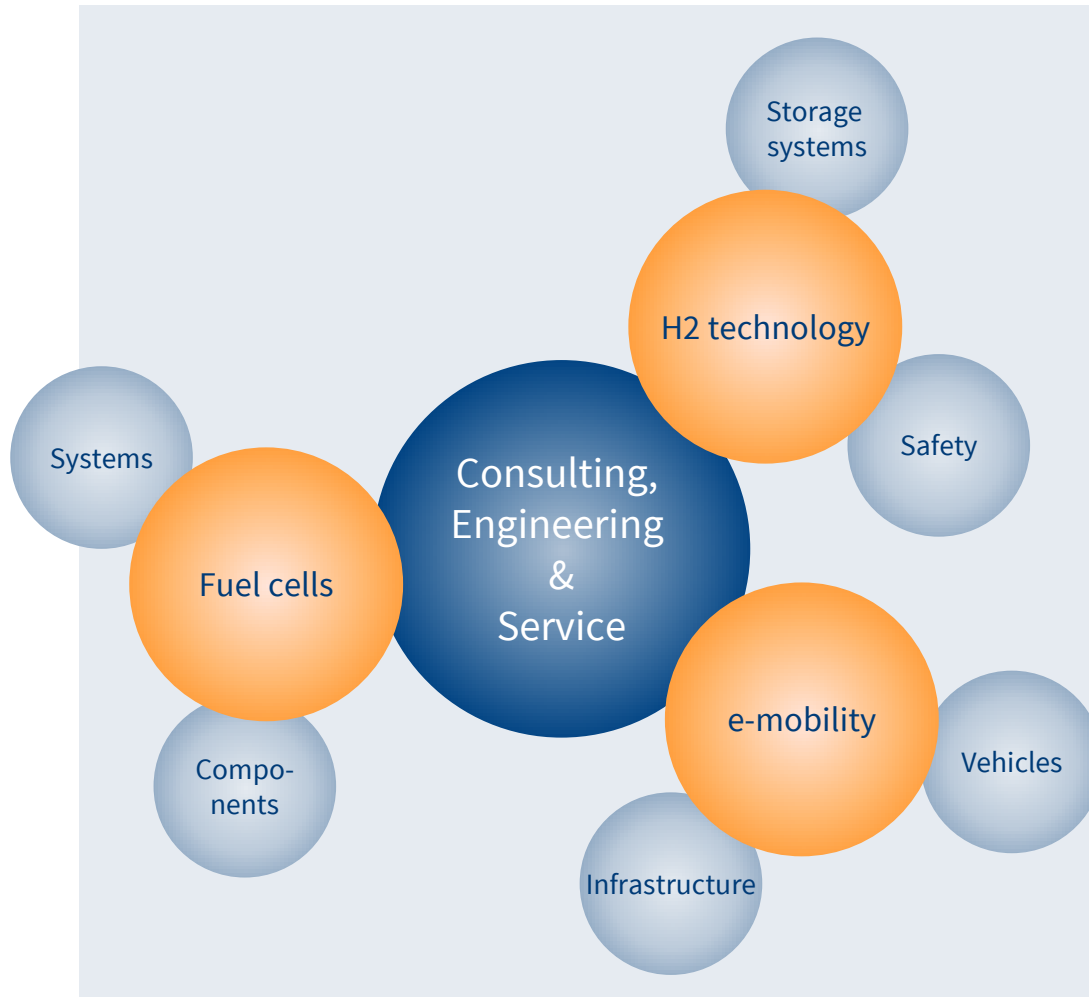 Storage
systems
H2 technology
Safety
Systems
Consulting,
Engineering
&
Service
Fuel cells
e-mobility
Vehicles
Compo-
nents
Infrastructure